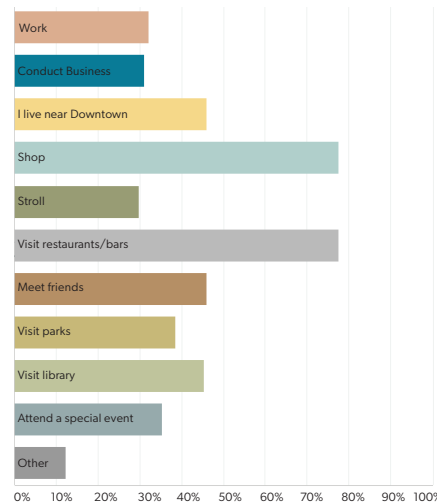 Work
Conduct Business
I live near Downtown
Shop
Stroll
Visit restaurants/bars
Meet friends
Visit parks
Visit library
Attend a special event
Other
0% 10% 20% 30% 40% 50% 60% 70% 80% 90% 100%